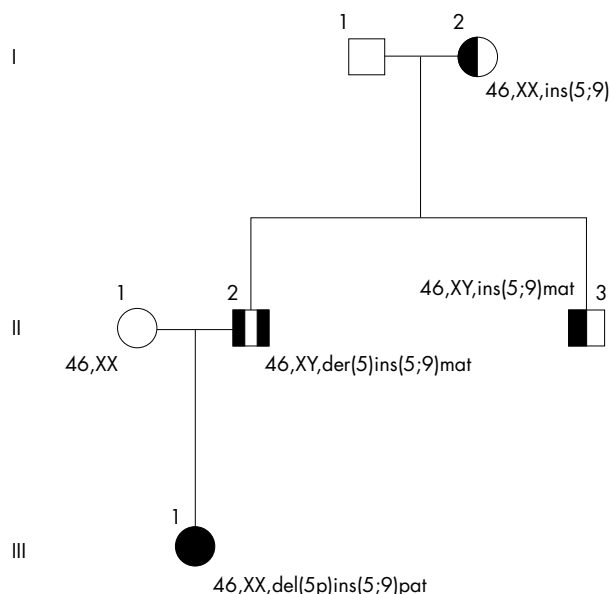 I
1
2
46,XX,ins(5;9)
II
1
2
46,XY,ins(5;9)mat
3
46,XX
46,XY,der(5)ins(5;9)mat
III
1
46,XX,del(5p)ins(5;9)pat